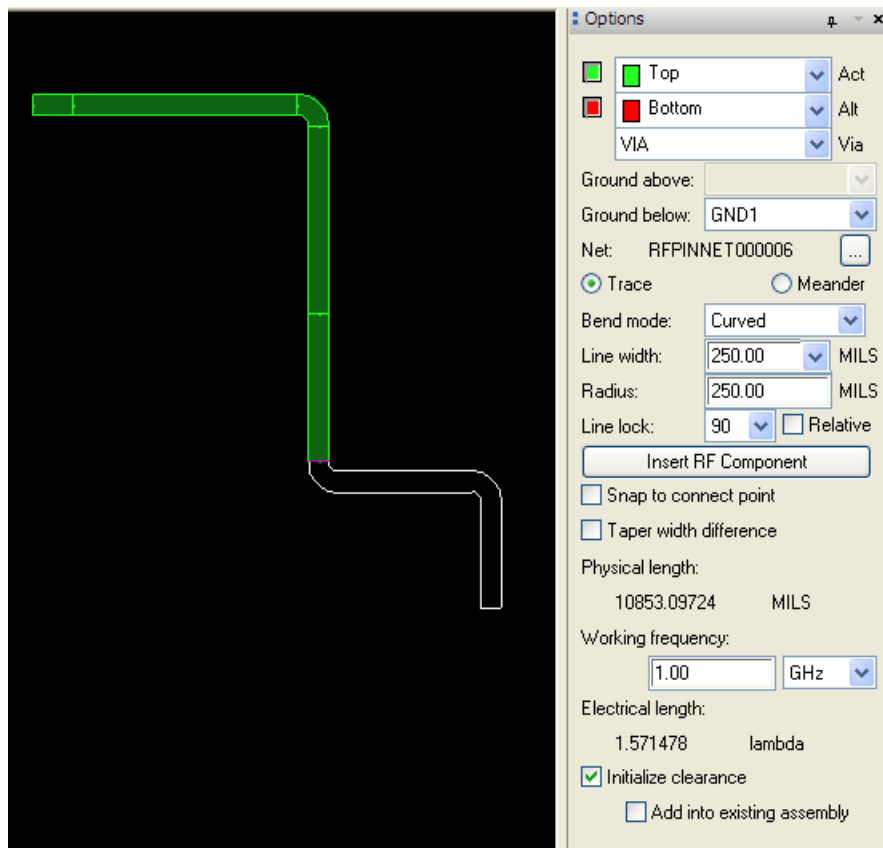 Options
Top Act
Bottom Alt
VIA Via
Ground above:
Ground below: GND1
Net: RFPINNET000006 ...
Trace Meander
Bend mode: Curved
Line width: 250.00 MILS
Radius: 250.00 MILS
Line lock: 90 Relative
Insert RF Component
Snap to connect point
Taper width difference
Physical length:
10853.09724 MILS
Working frequency:
1.00 GHz
Electrical length:
1.571478 lambda
Initialize clearance
Add into existing assembly